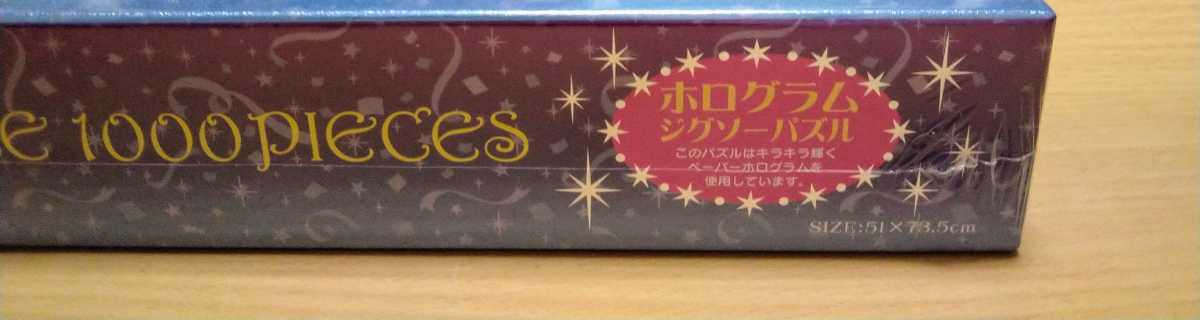 E 1000 PIECES
ホログラム
ジグソーパズル
このパズルはキラキラ輝く
ペーパーホログラムを
使用しています。
SIZE:51×73.5cm